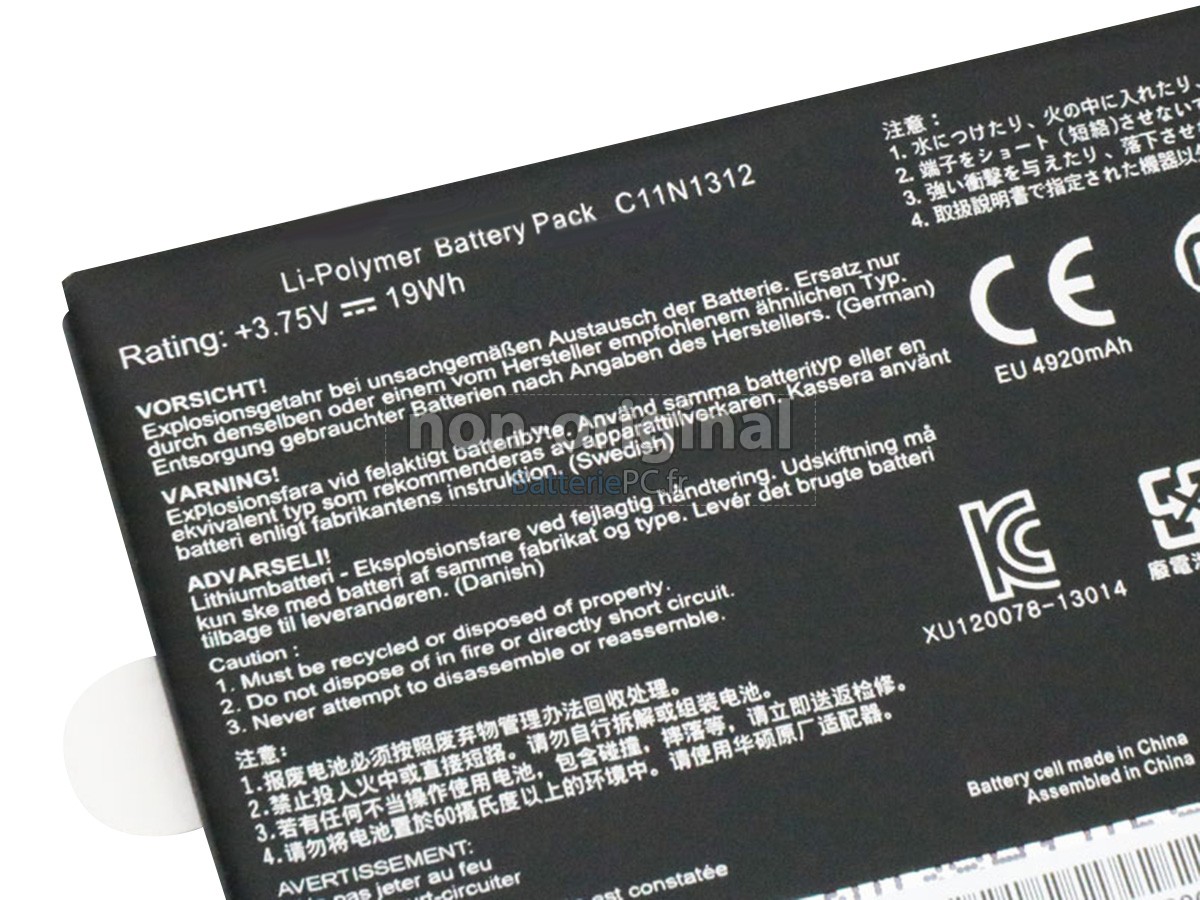 Li-Polymer Battery Pack C11N1312
Rating: +3.75V 19Wh
VORSICHT!
Explosionsgetahr bei unsachgemäßen Austausch der Batterie. Ersatz nur
durch denselben oder einem vom Hersteller empfohlenem ähnlichen Typ.
Entsorgung gebrauchter Batterien nach Angaben des Herstellers. (German)
VARNING!
Explosionsfara vid felaktigt batteribyte. Använd samma batterityp eller en
ekvivalent typ som rekommenderas av apparattillverkaren. Kassera använt
batteri enligt fabrikantens instruktion. (Swedish)
ADVARSELI!
Lithiumbatteri - Eksplosionsfare ved fejlagtig håndtering. Udskiftning må
kun ske med batteri af samme fabrikat og type. Levér det brugte batteri
tilbage til leverandøren. (Danish)
Caution :
1. Must be recycled or disposed of properly.
2. Do not dispose of in fire or directly short circuit.
3. Never attempt to disassemble or reassemble.
注意:
1.报废电池必须按照废弃物管理办法回收处理。
2.禁止投入火中或直接短路。请勿自行拆解或组装电池。
3.若有任何不当操作使用电池，包含碰撞，摔落等，请立即送返检修。
4.请勿将电池置於60摄氏度以上的环境中。请使用华硕原厂适配器。
AVERTISSEMENT:
pas jeter au feu
rt-circuiter
est constatée
注意：
1. 水につけたり、火の中に入れたり、
2. 端子をショート（短絡）させない
3. 強い衝撃を与えたり、落下させ
4. 取扱説明書で指定された機器以
CE
EU 4920mAh
XU120078-13014
廢電池
Battery cell made in China
Assembled in China
non-original
BatteriePC.fr